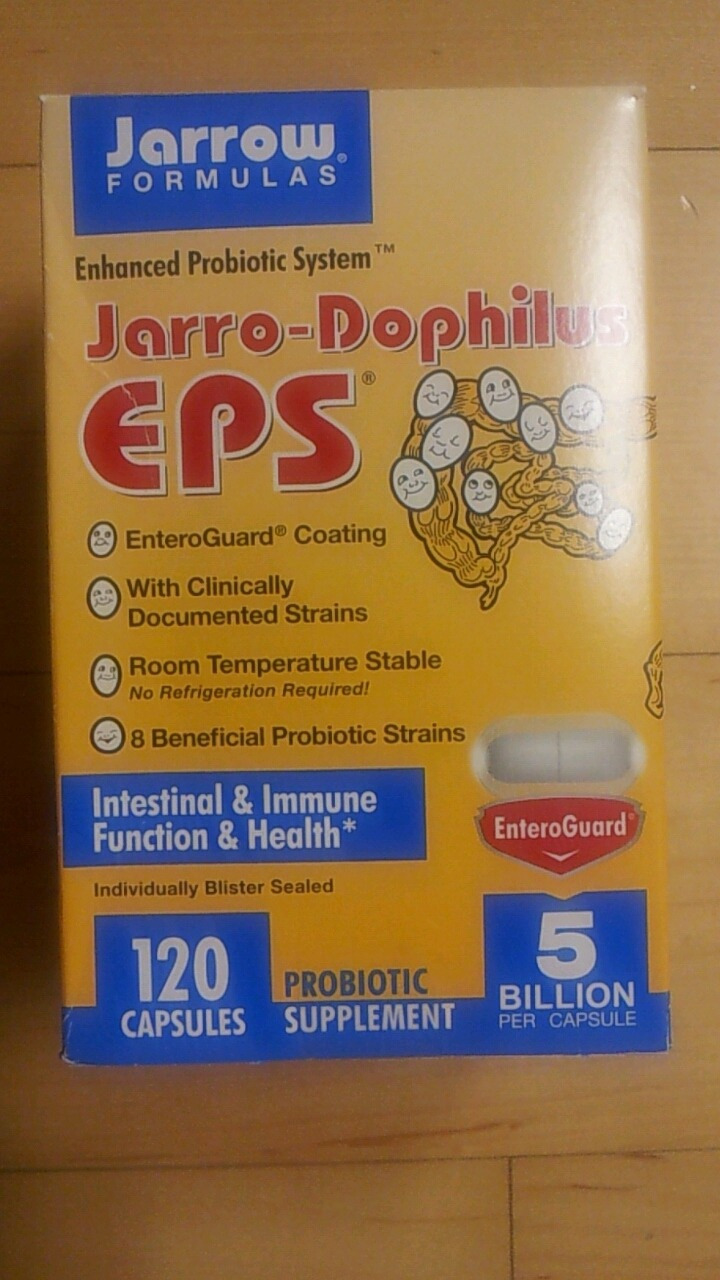 Jarrow®
FORMULAS
Enhanced Probiotic System™
Jarro-Dophilus
EPS®
EnteroGuard® Coating
With Clinically
Documented Strains
Room Temperature Stable
No Refrigeration Required!
8 Beneficial Probiotic Strains
Intestinal & Immune
Function & Health*
EnteroGuard®
Individually Blister Sealed
120
CAPSULES
PROBIOTIC
SUPPLEMENT
5
BILLION
PER CAPSULE